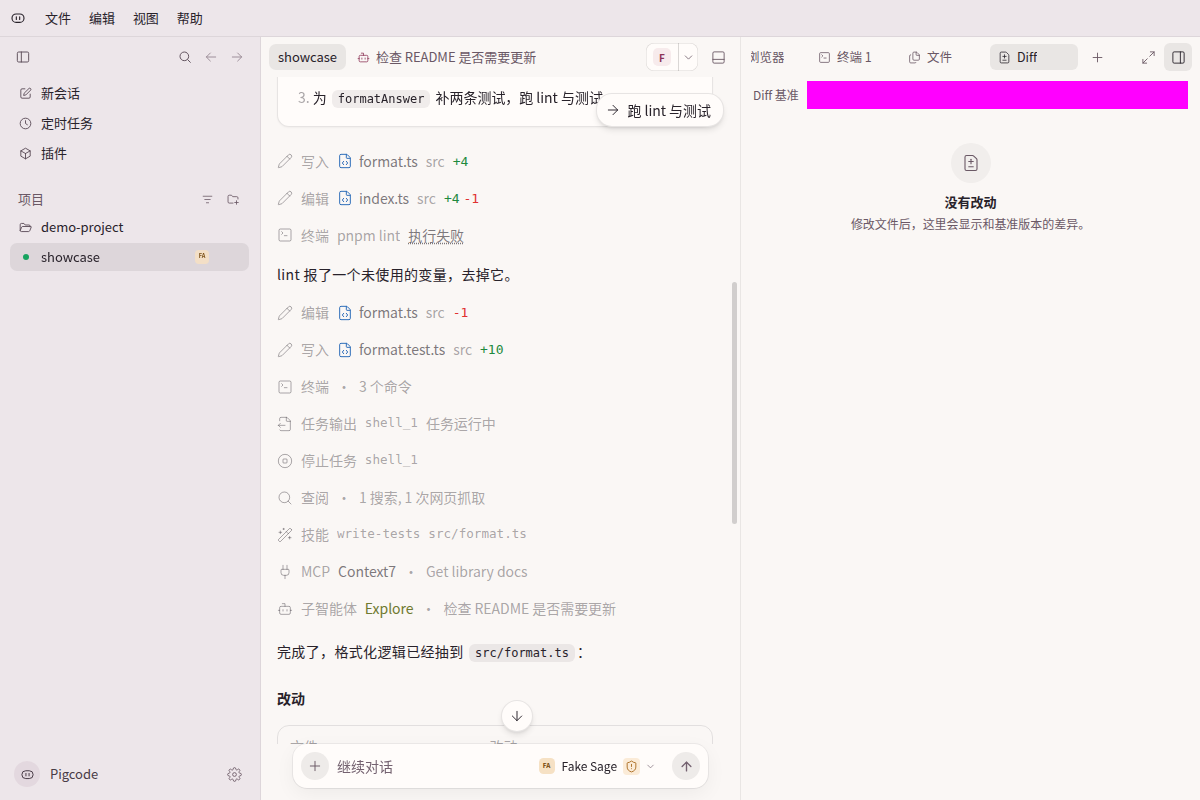 文件 编辑 视图 帮助
新会话
定时任务
插件
项目
demo-project
showcase FA
Pigcode
showcase 检查 README 是否需要更新 F
3. 为 formatAnswer 补两条测试，跑 lint 与测试
跑 lint 与测试
写入 format.ts src +4
编辑 index.ts src +4 -1
终端 pnpm lint 执行失败
lint 报了一个未使用的变量，去掉它。
编辑 format.ts src -1
写入 format.test.ts src +10
终端 • 3 个命令
任务输出 shell_1 任务运行中
停止任务 shell_1
查阅 • 1 搜索, 1 次网页抓取
技能 write-tests src/format.ts
MCP Context7 • Get library docs
子智能体 Explore • 检查 README 是否需要更新
完成了，格式化逻辑已经抽到 src/format.ts：
改动
文件 改动
继续对话 FA Fake Sage
浏览器 终端 1 文件 Diff
Diff 基准
没有改动
修改文件后，这里会显示和基准版本的差异。